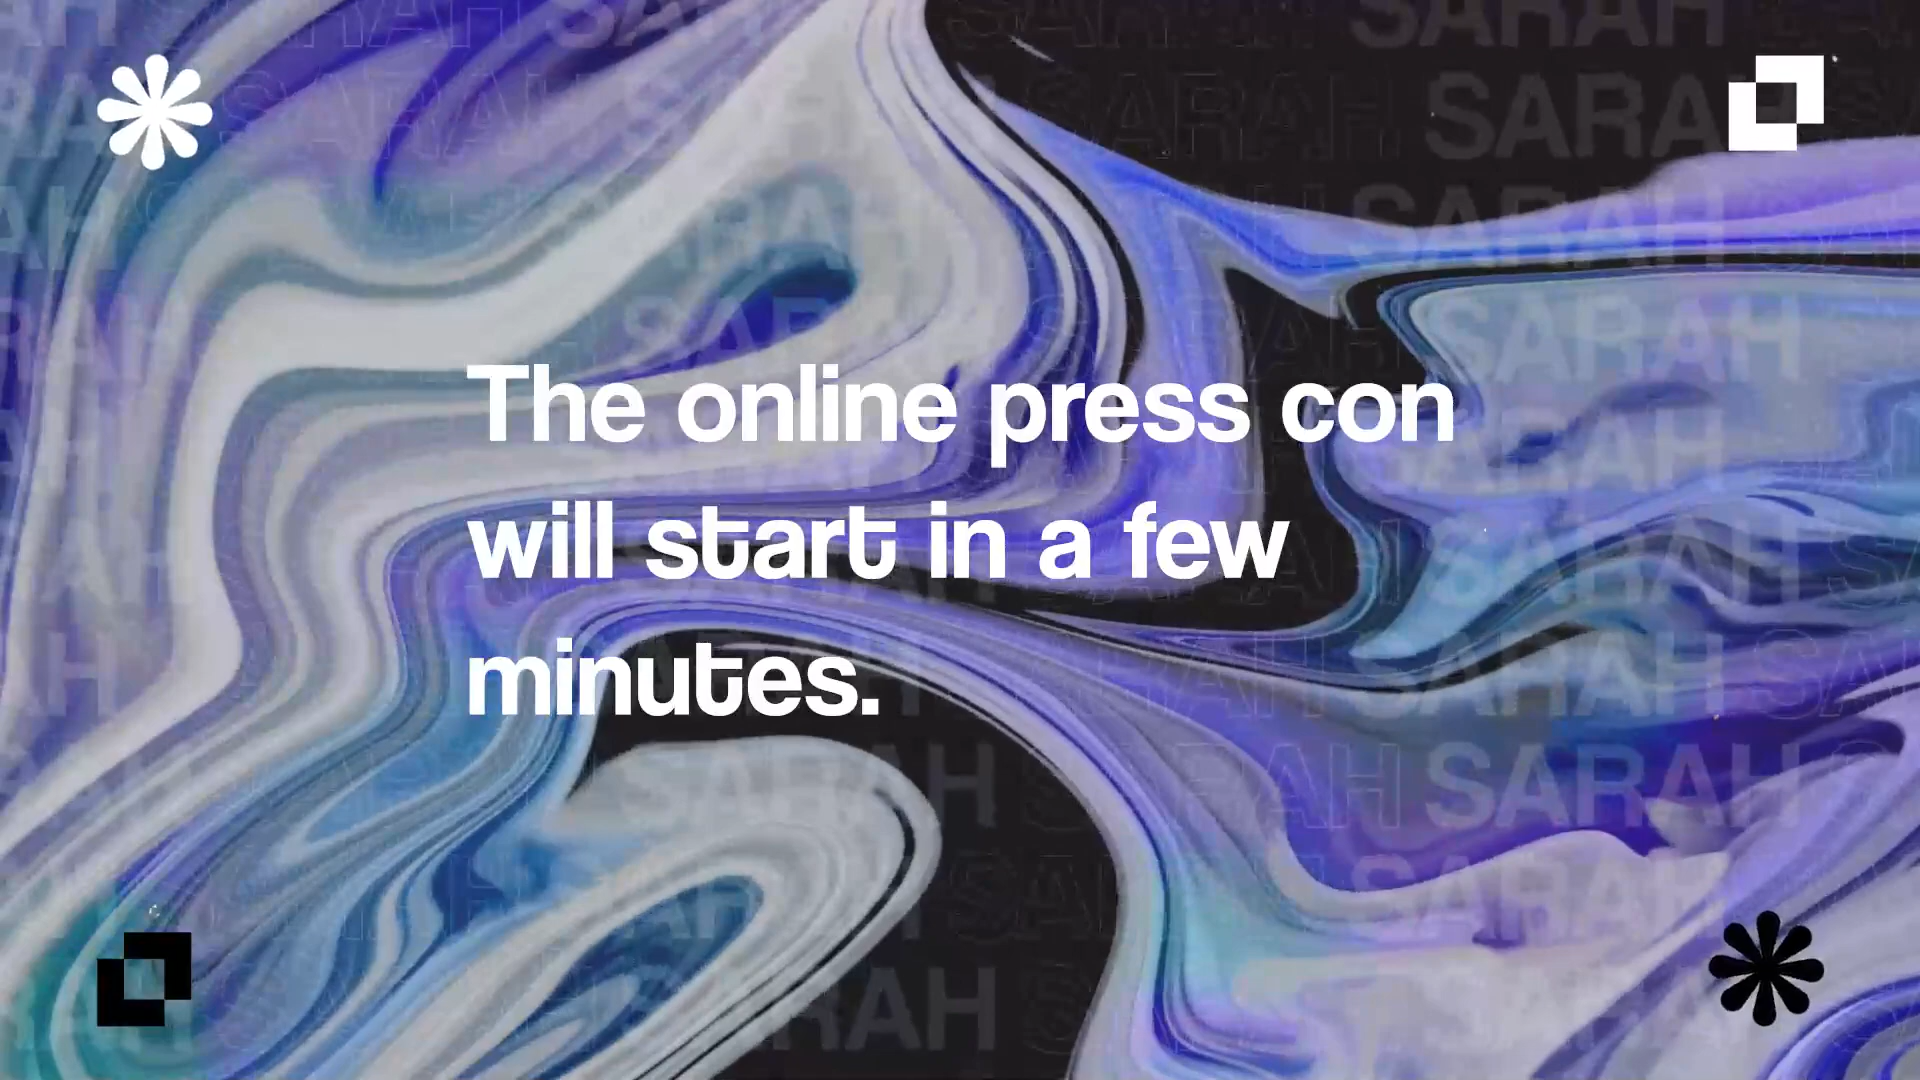 The online press con
will start in a few
minutes.
SARAH